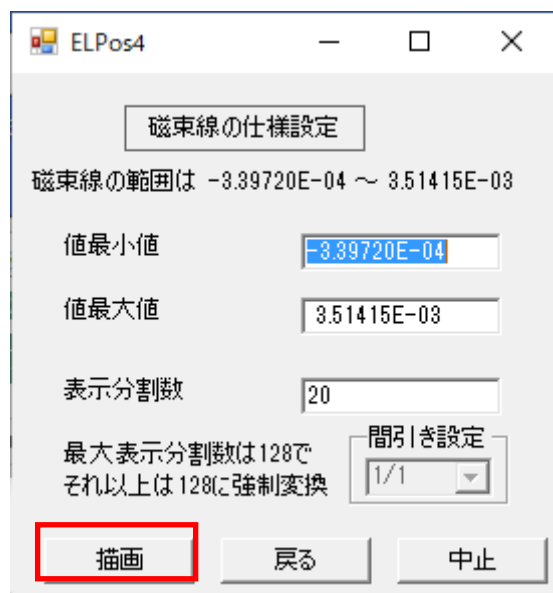 ELPos4
磁束線の仕様設定
磁束線の範囲は -3.39720E-04 ～ 3.51415E-03
値最小値
-3.39720E-04
値最大値
3.51415E-03
表示分割数
20
最大表示分割数は128で
それ以上は128に強制変換
間引き設定
1/1
描画
戻る
中止